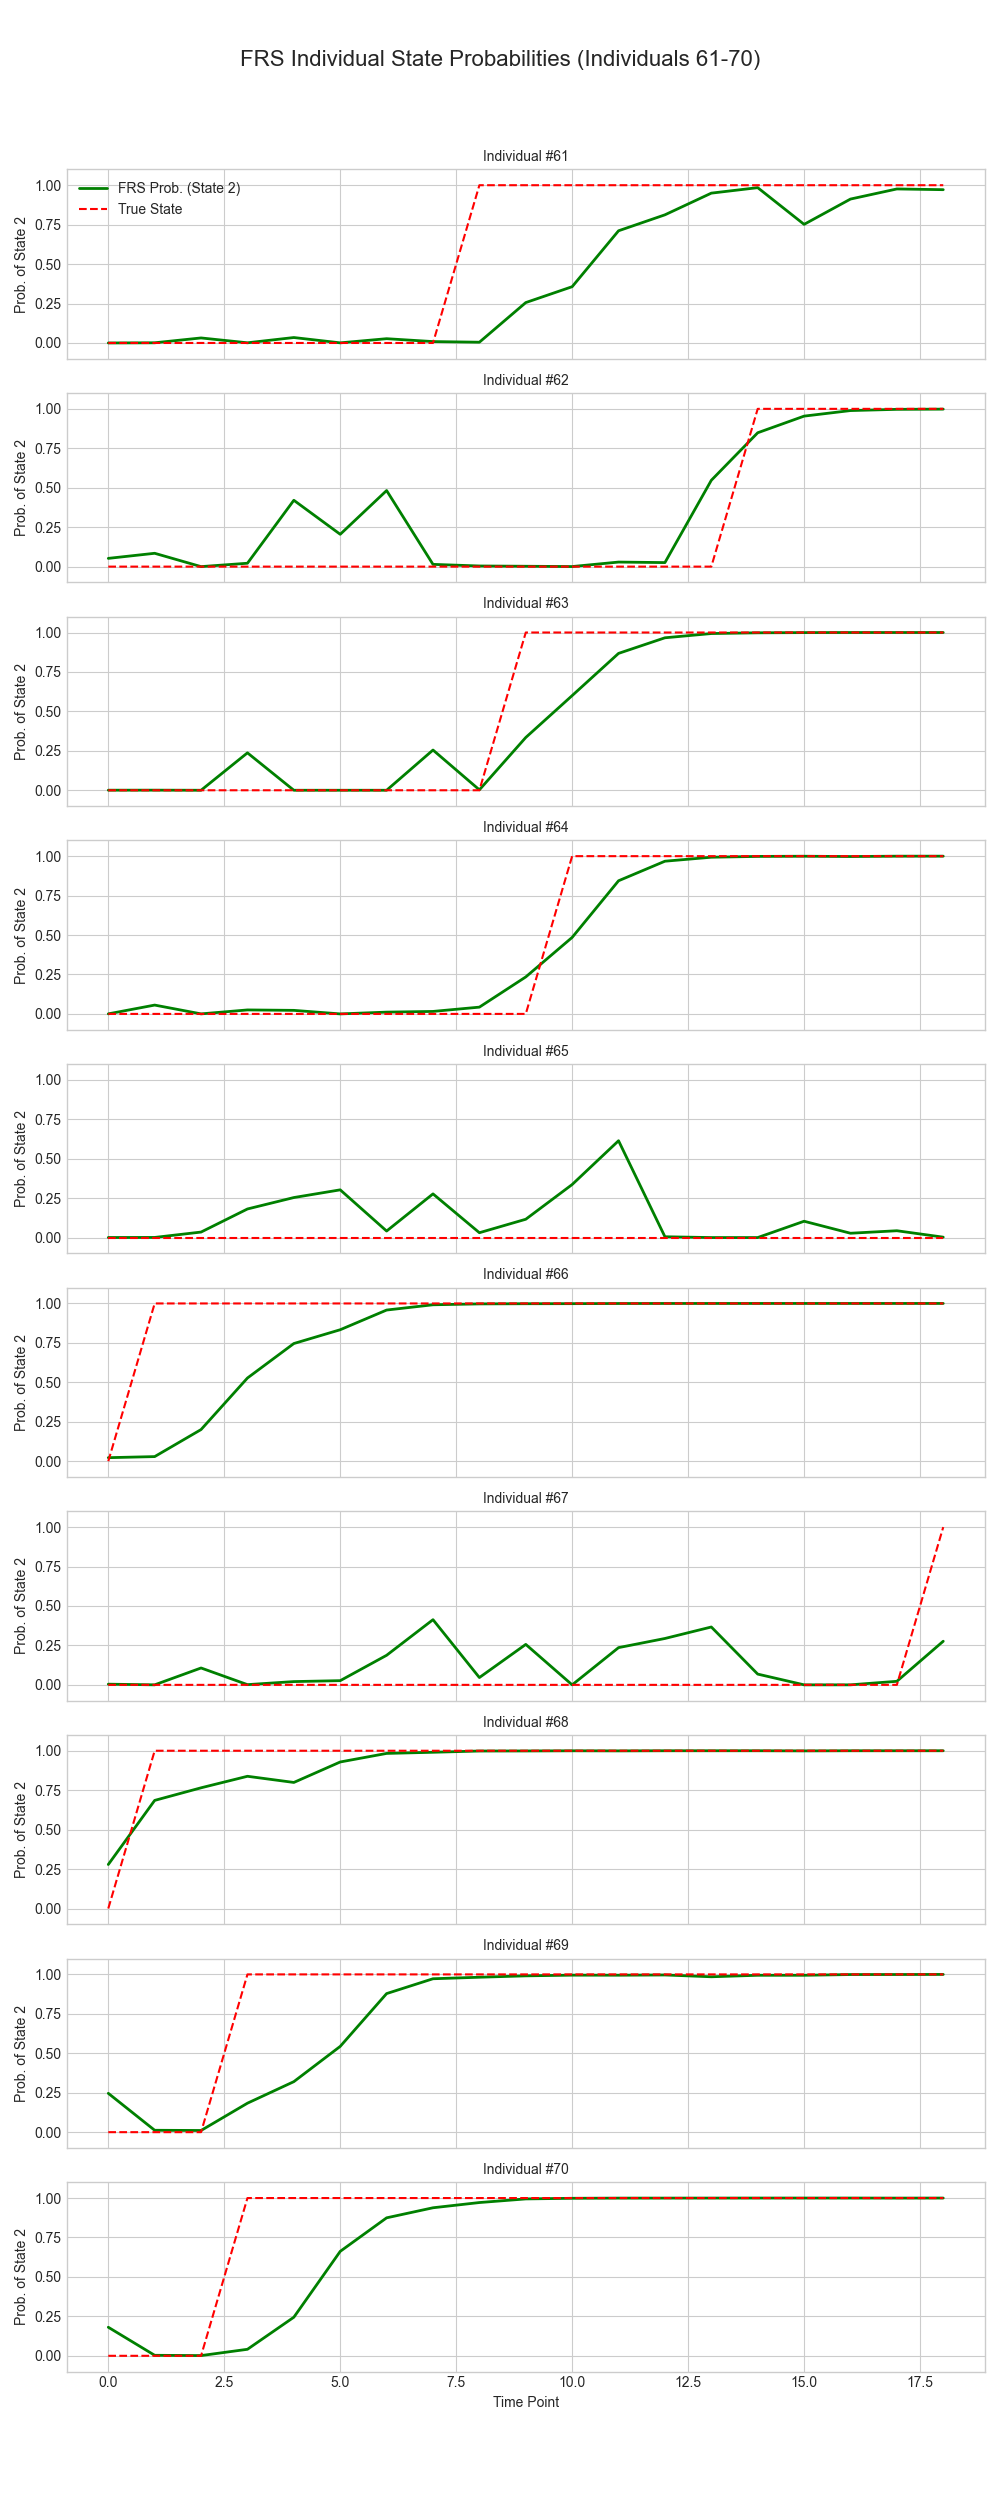 FRS Individual State Probabilities (Individuals 61-70)
Individual #61
1.00
0.75
0.50
0.25
0.00
Prob. of State 2
FRS Prob. (State 2)
True State
Individual #62
1.00
0.75
0.50
0.25
0.00
Prob. of State 2
Individual #63
1.00
0.75
0.50
0.25
0.00
Prob. of State 2
Individual #64
1.00
0.75
0.50
0.25
0.00
Prob. of State 2
Individual #65
1.00
0.75
0.50
0.25
0.00
Prob. of State 2
Individual #66
1.00
0.75
0.50
0.25
0.00
Prob. of State 2
Individual #67
1.00
0.75
0.50
0.25
0.00
Prob. of State 2
Individual #68
1.00
0.75
0.50
0.25
0.00
Prob. of State 2
Individual #69
1.00
0.75
0.50
0.25
0.00
Prob. of State 2
Individual #70
1.00
0.75
0.50
0.25
0.00
Prob. of State 2
0.0 2.5 5.0 7.5 10.0 12.5 15.0 17.5
Time Point